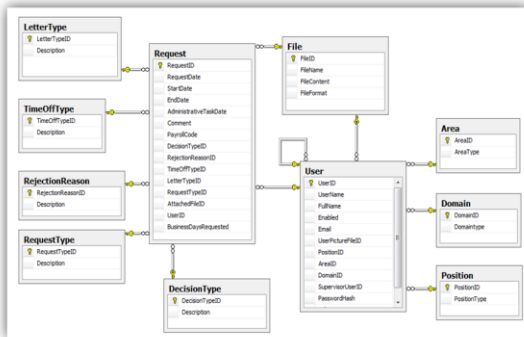 LetterType
LetterTypeID
Description
TimeOffType
TimeOffTypeID
Description
RejectionReason
RejectionReasonID
Description
RequestType
RequestTypeID
Description
Request
RequestID
RequestDate
StartDate
EndDate
AdministrativeTaskDate
Comment
PayrollCode
DecisionTypeID
RejectionReasonID
TimeOffTypeID
LetterTypeID
RequestTypeID
AttachedFileID
UserID
BusinessDaysRequested
DecisionType
DecisionTypeID
Description
File
FileID
FileName
FileContent
FileFormat
User
UserID
UserName
FullName
Enabled
Email
UserPictureFileID
PositionID
AreaID
DomainID
SupervisorUserID
PasswordHash
Area
AreaID
AreaType
Domain
DomainID
Domaintype
Position
PositionID
PositionType